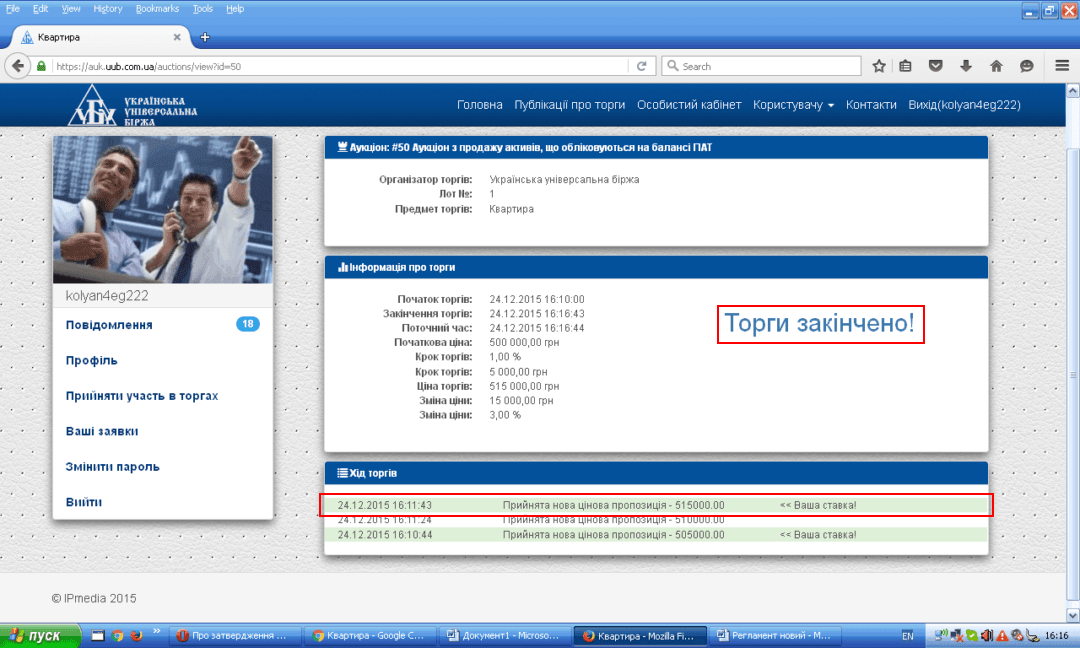 File Edit View History Bookmarks Tools Help
Квартира
https://auk.uub.com.ua/auctions/view?id=50
Search
УКРАЇНСЬКА
УНІВЕРСАЛЬНА
БІРЖА
Головна Публікації про торги Особистий кабінет Користувачу Контакти Вихід(kolyan4eg222)
kolyan4eg222
Повідомлення 18
Профіль
Прийняти участь в торгах
Ваші заявки
Змінити пароль
Вийти
Аукціон: #50 Аукціон з продажу активів, що обліковуються на балансі ПАТ
Організатор торгів: Українська універсальна біржа
Лот №: 1
Предмет торгів: Квартира
Інформація про торги
Початок торгів: 24.12.2015 16:10:00
Закінчення торгів: 24.12.2015 16:16:43
Поточний час: 24.12.2015 16:16:44
Початкова ціна: 500 000,00 грн
Крок торгів: 1,00 %
Крок торгів: 5 000,00 грн
Ціна торгів: 515 000,00 грн
Зміна ціни: 15 000,00 грн
Зміна ціни: 3,00 %
Торги закінчено!
Хід торгів
24.12.2015 16:11:43 Прийнята нова цінова пропозиція - 515000.00 << Ваша ставка!
24.12.2015 16:11:24 Прийнята нова цінова пропозиція - 510000.00
24.12.2015 16:10:44 Прийнята нова цінова пропозиція - 505000.00 << Ваша ставка!
© IPmedia 2015
пуск
Про затвердження ...
Квартира - Google C...
Документ1 - Microso...
Квартира - Mozilla Fi...
Регламент новий - M...
EN
16:16